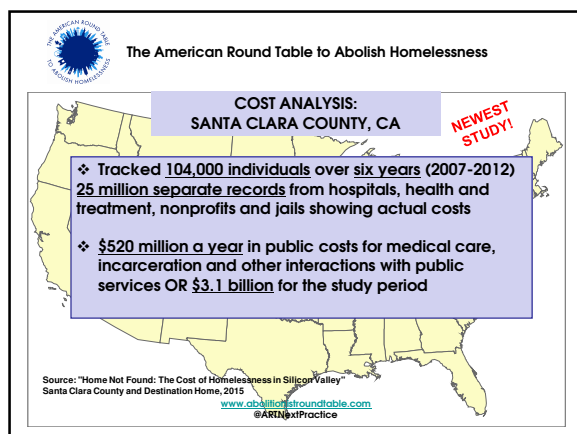 THE AMERICAN ROUND TABLE
TO ABOLISH HOMELESSNESS
The American Round Table to Abolish Homelessness
COST ANALYSIS:
SANTA CLARA COUNTY, CA
NEWEST
STUDY!
❖ Tracked 104,000 individuals over six years (2007-2012)
25 million separate records from hospitals, health and
treatment, nonprofits and jails showing actual costs
❖ $520 million a year in public costs for medical care,
incarceration and other interactions with public
services OR $3.1 billion for the study period
Source: "Home Not Found: The Cost of Homelessness in Silicon Valley"
Santa Clara County and Destination Home, 2015
www.abolitionistroundtable.com
@ARTNextPractice